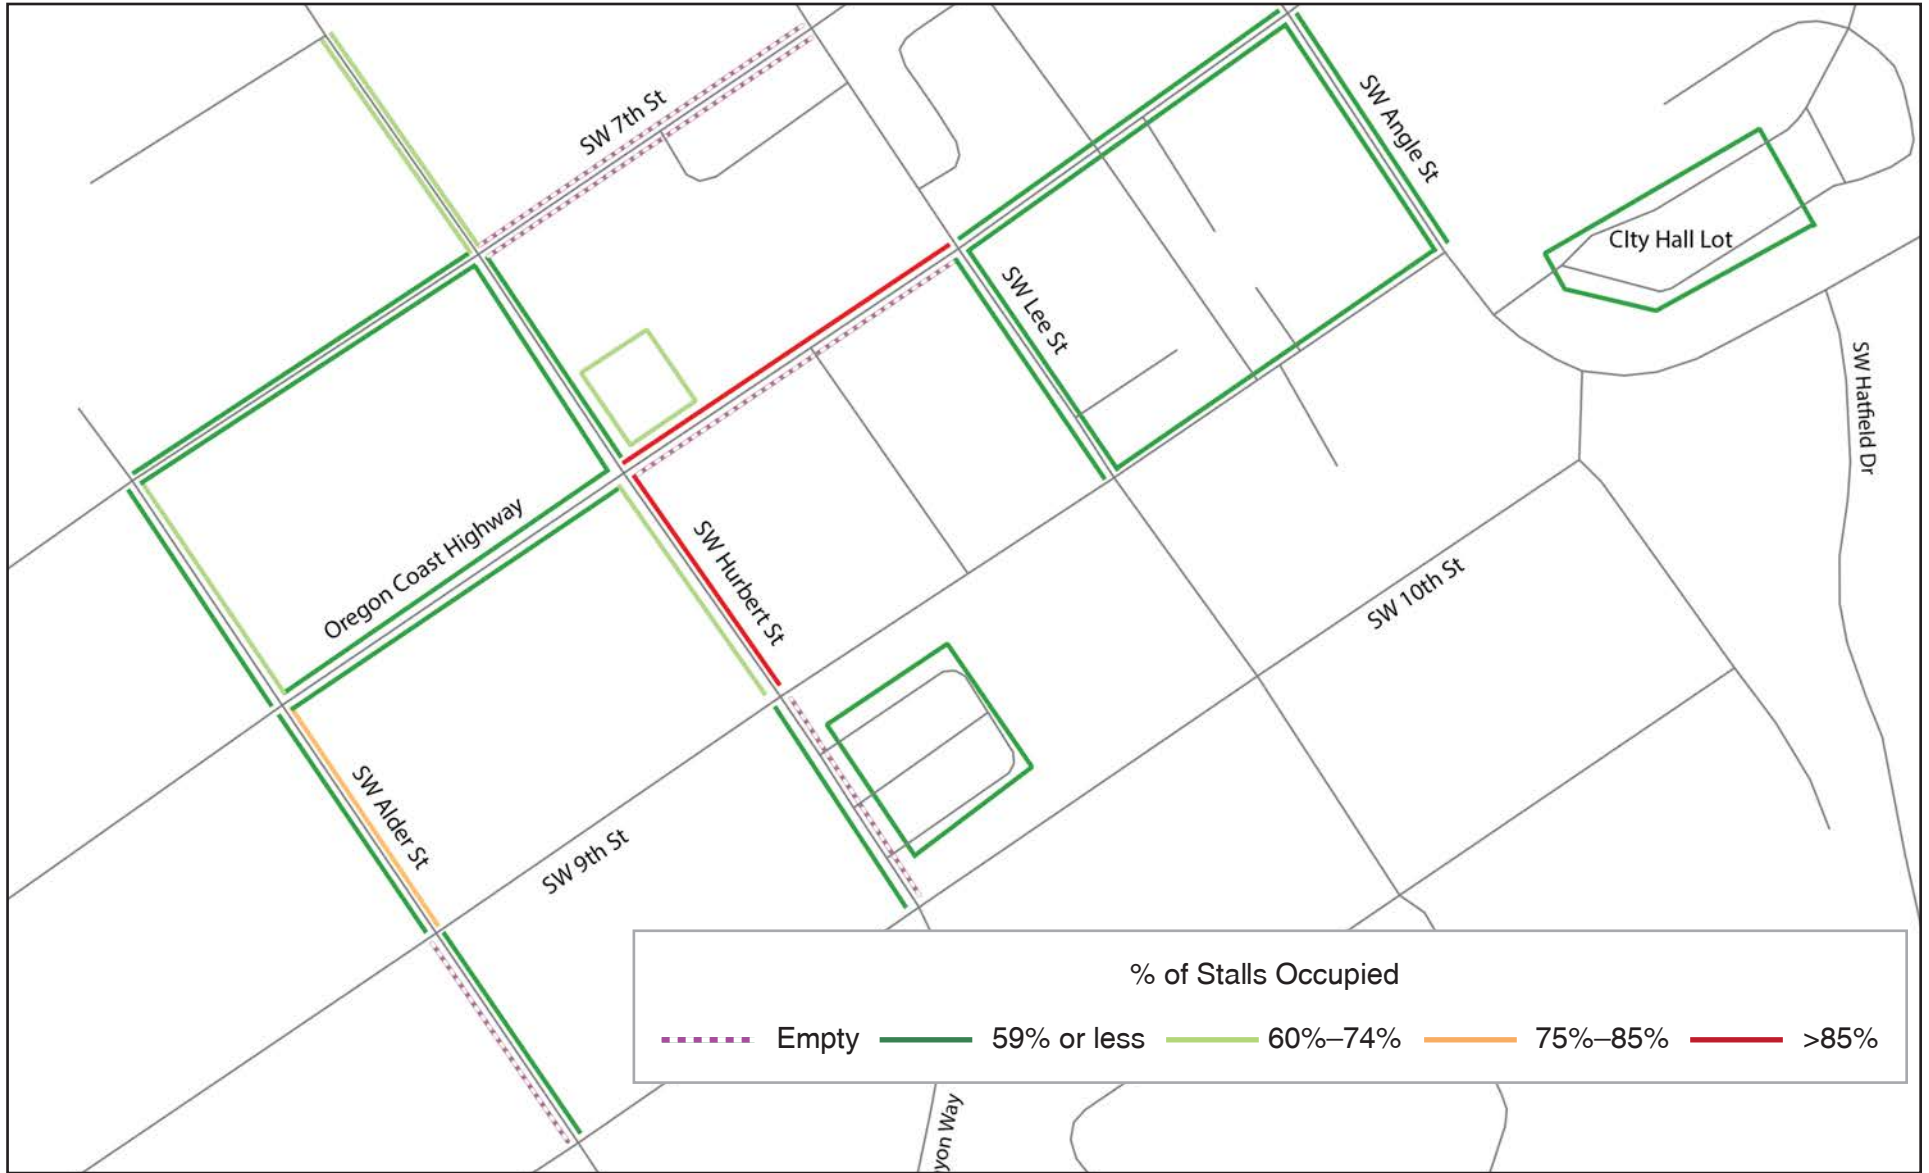 SW 7th St
SW Angle St
CIty Hall Lot
SW Lee St
SW Hatfield Dr
Oregon Coast Highway
SW Hurbert St
SW 10th St
SW Alder St
SW 9th St
% of Stalls Occupied
Empty 59% or less 60%–74% 75%–85% >85%
yon Way